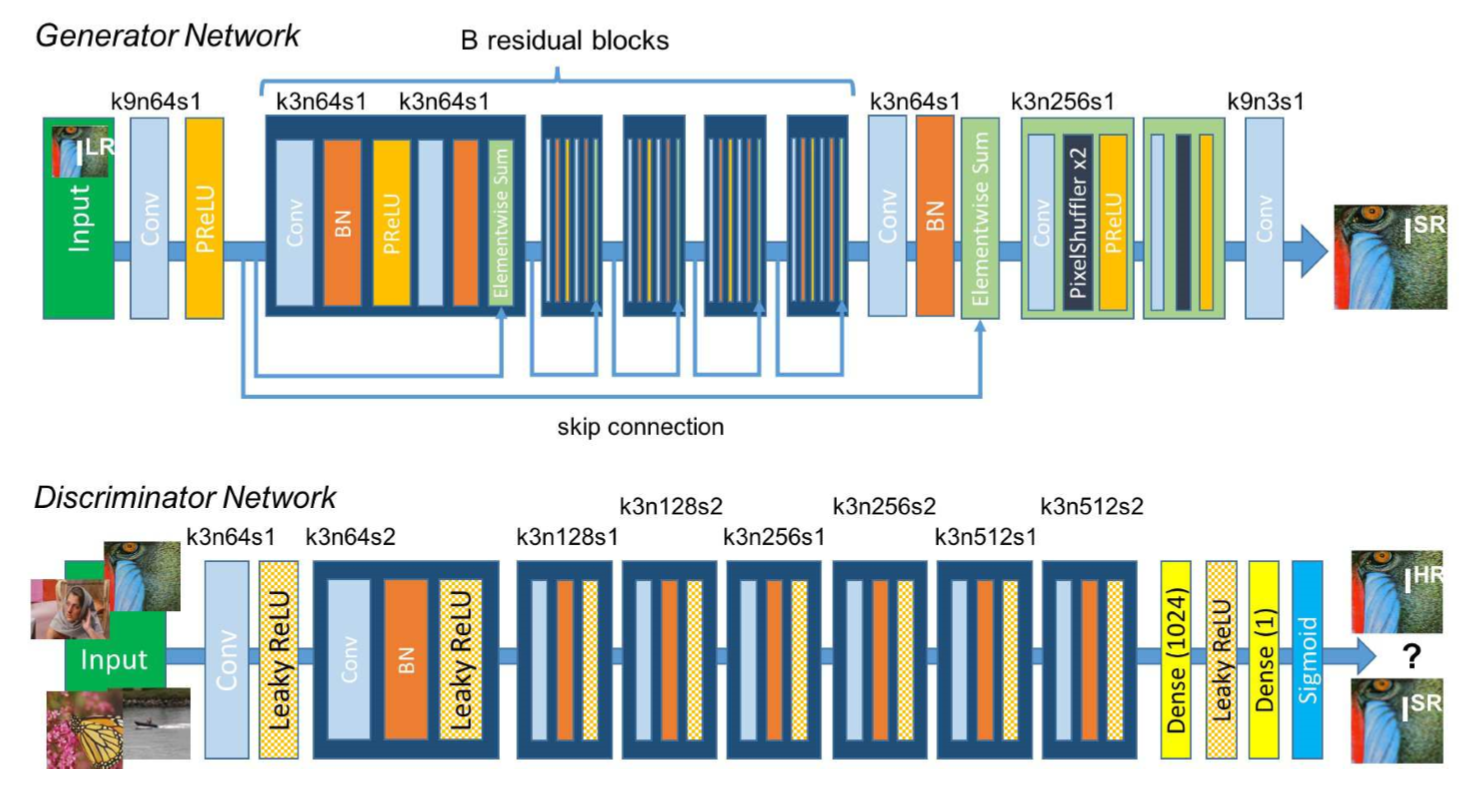 Generator Network
B residual blocks
k9n64s1
k3n64s1
k3n64s1
k3n64s1
k3n256s1
k9n3s1
I^LR
Input
Conv
PReLU
Conv
BN
PReLU
Elementwise Sum
Conv
BN
Elementwise Sum
Conv
PixelShuffler x2
PReLU
Conv
I^SR
skip connection
Discriminator Network
k3n64s1
k3n64s2
k3n128s1
k3n128s2
k3n256s1
k3n256s2
k3n512s1
k3n512s2
Input
Conv
Leaky ReLU
Conv
BN
Leaky ReLU
Dense (1024)
Leaky ReLU
Dense (1)
Sigmoid
I^HR
?
I^SR